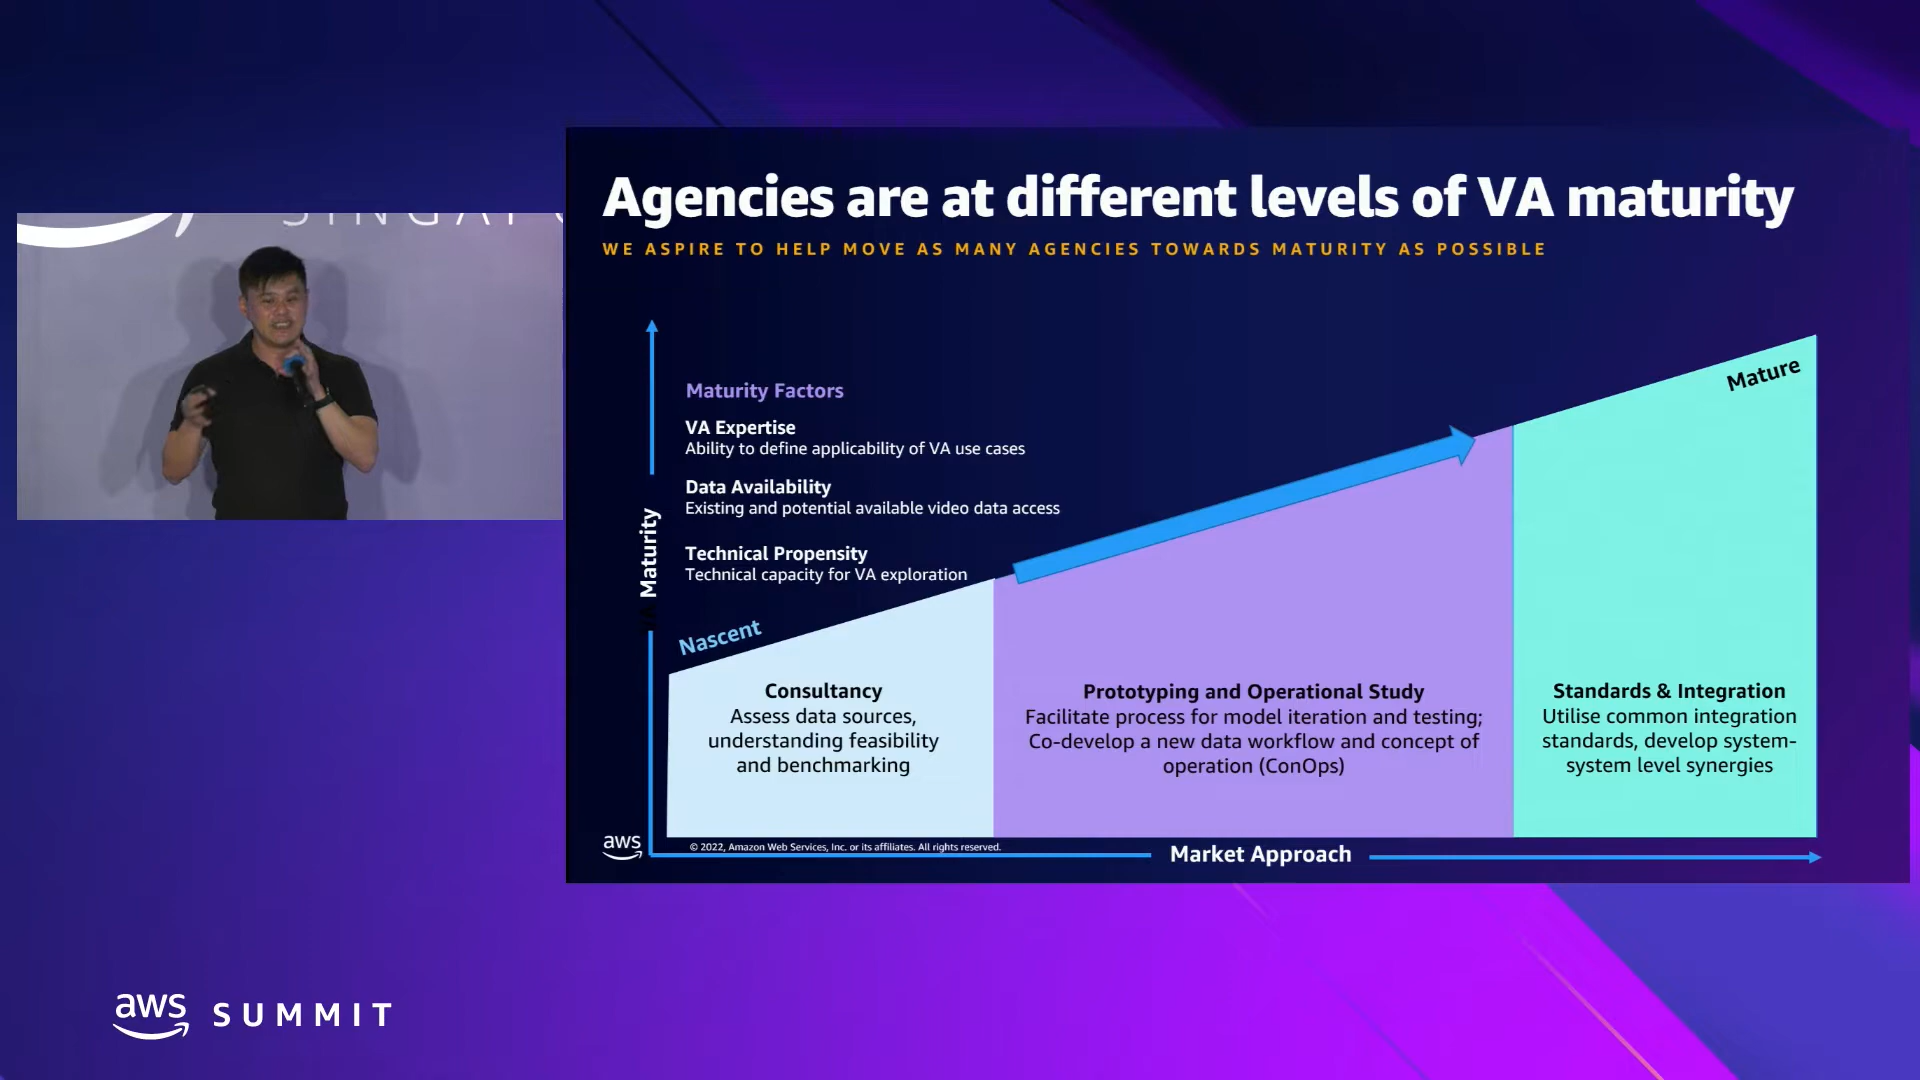 Agencies are at different levels of VA maturity
WE ASPIRE TO HELP MOVE AS MANY AGENCIES TOWARDS MATURITY AS POSSIBLE
Maturity Factors
VA Expertise
Ability to define applicability of VA use cases
Data Availability
Existing and potential available video data access
Technical Propensity
Technical capacity for VA exploration
VA Maturity
Nascent
Mature
Consultancy
Assess data sources,
understanding feasibility
and benchmarking
Prototyping and Operational Study
Facilitate process for model iteration and testing;
Co-develop a new data workflow and concept of
operation (ConOps)
Standards & Integration
Utilise common integration
standards, develop system-
system level synergies
aws
© 2022, Amazon Web Services, Inc. or its affiliates. All rights reserved.
Market Approach
aws SUMMIT